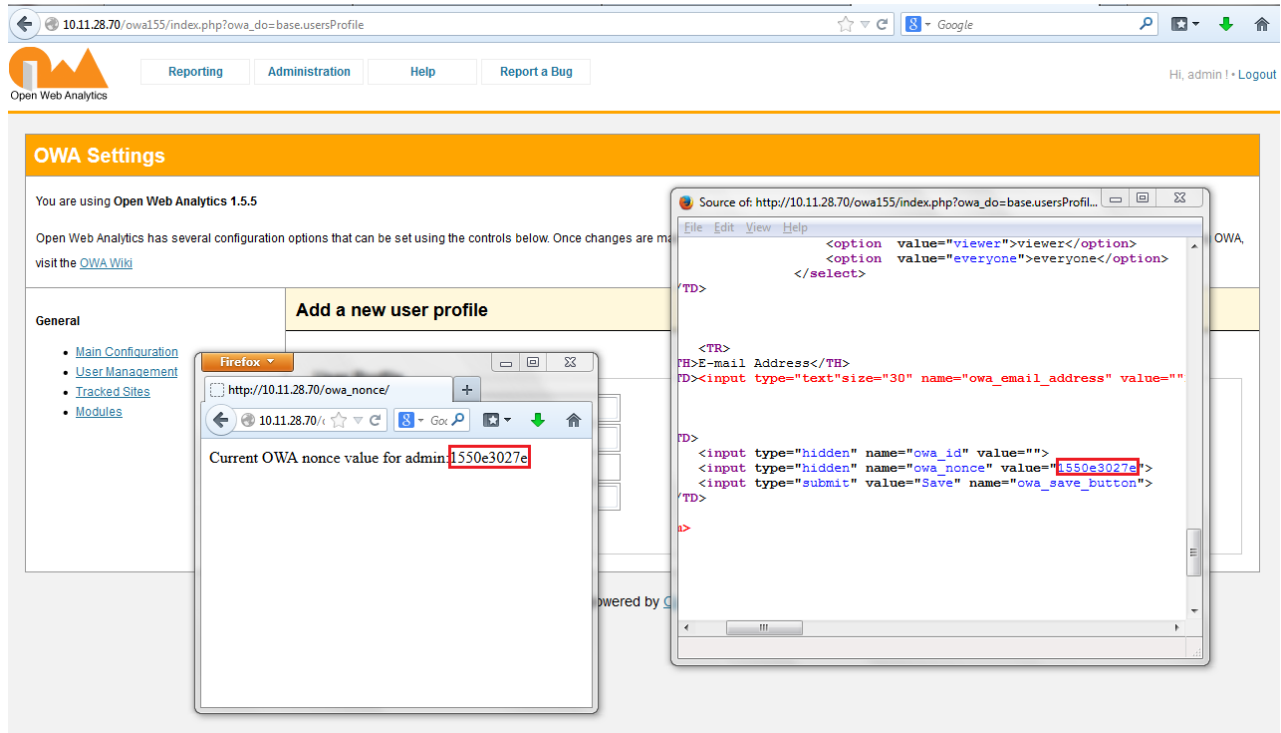 10.11.28.70/owa155/index.php?owa_do=base.usersProfile
Google
Open Web Analytics
Reporting
Administration
Help
Report a Bug
Hi, admin ! • Logout
OWA Settings
You are using Open Web Analytics 1.5.5
Open Web Analytics has several configuration options that can be set using the controls below. Once changes are ma
OWA,
visit the OWA Wiki
General
Main Configuration
User Management
Tracked Sites
Modules
Add a new user profile
Firefox
http://10.11.28.70/owa_nonce/
10.11.28.70/
Goo
Current OWA nonce value for admin:1550e3027e
Source of: http://10.11.28.70/owa155/index.php?owa_do=base.usersProfil...
File Edit View Help
<option value="viewer">viewer</option>
<option value="everyone">everyone</option>
</select>
/TD>
<TR>
TH>E-mail Address</TH>
TD><input type="text"size="30" name="owa_email_address" value=""
TD>
<input type="hidden" name="owa_id" value="">
<input type="hidden" name="owa_nonce" value="1550e3027e">
<input type="submit" value="Save" name="owa_save_button">
/TD>
m>
owered by